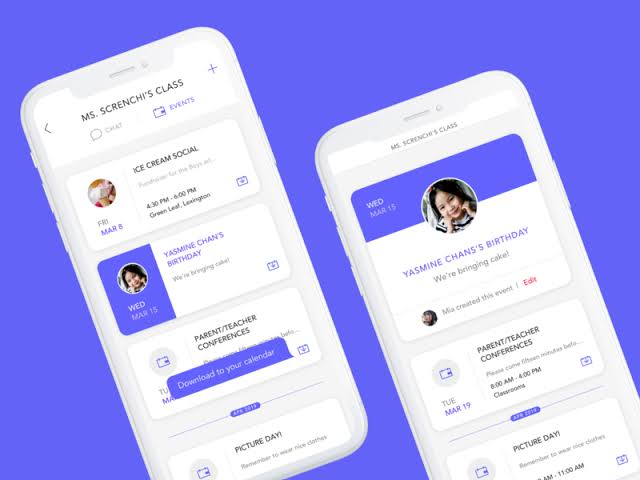 MS. SCRENCHI'S CLASS
CHAT
EVENTS
ICE CREAM SOCIAL
Fundraiser for the Boys an...
4:30 PM - 6:00 PM
Green Leaf, Lexington
FRI
MAR 8
YASMINE CHAN'S
BIRTHDAY
We're bringing cake!
WED
MAR 15
PARENT/TEACHER
CONFERENCES
Please come fifteen minutes befo...
TU
MA
Download to your calendar
APR 2019
PICTURE DAY!
Remember to wear nice clothes
MS. SCRENCHI'S CLASS
WED
MAR 15
YASMINE CHANS'S BIRTHDAY
We're bringing cake!
Mia created this event | Edit
PARENT/TEACHER
CONFERENCES
Please come fifteen minutes befo...
8:00 AM - 4:00 PM
Classrooms
TUE
MAR 19
APR 2019
PICTURE DAY!
Remember to wear nice clothes
AM - 11:00 AM